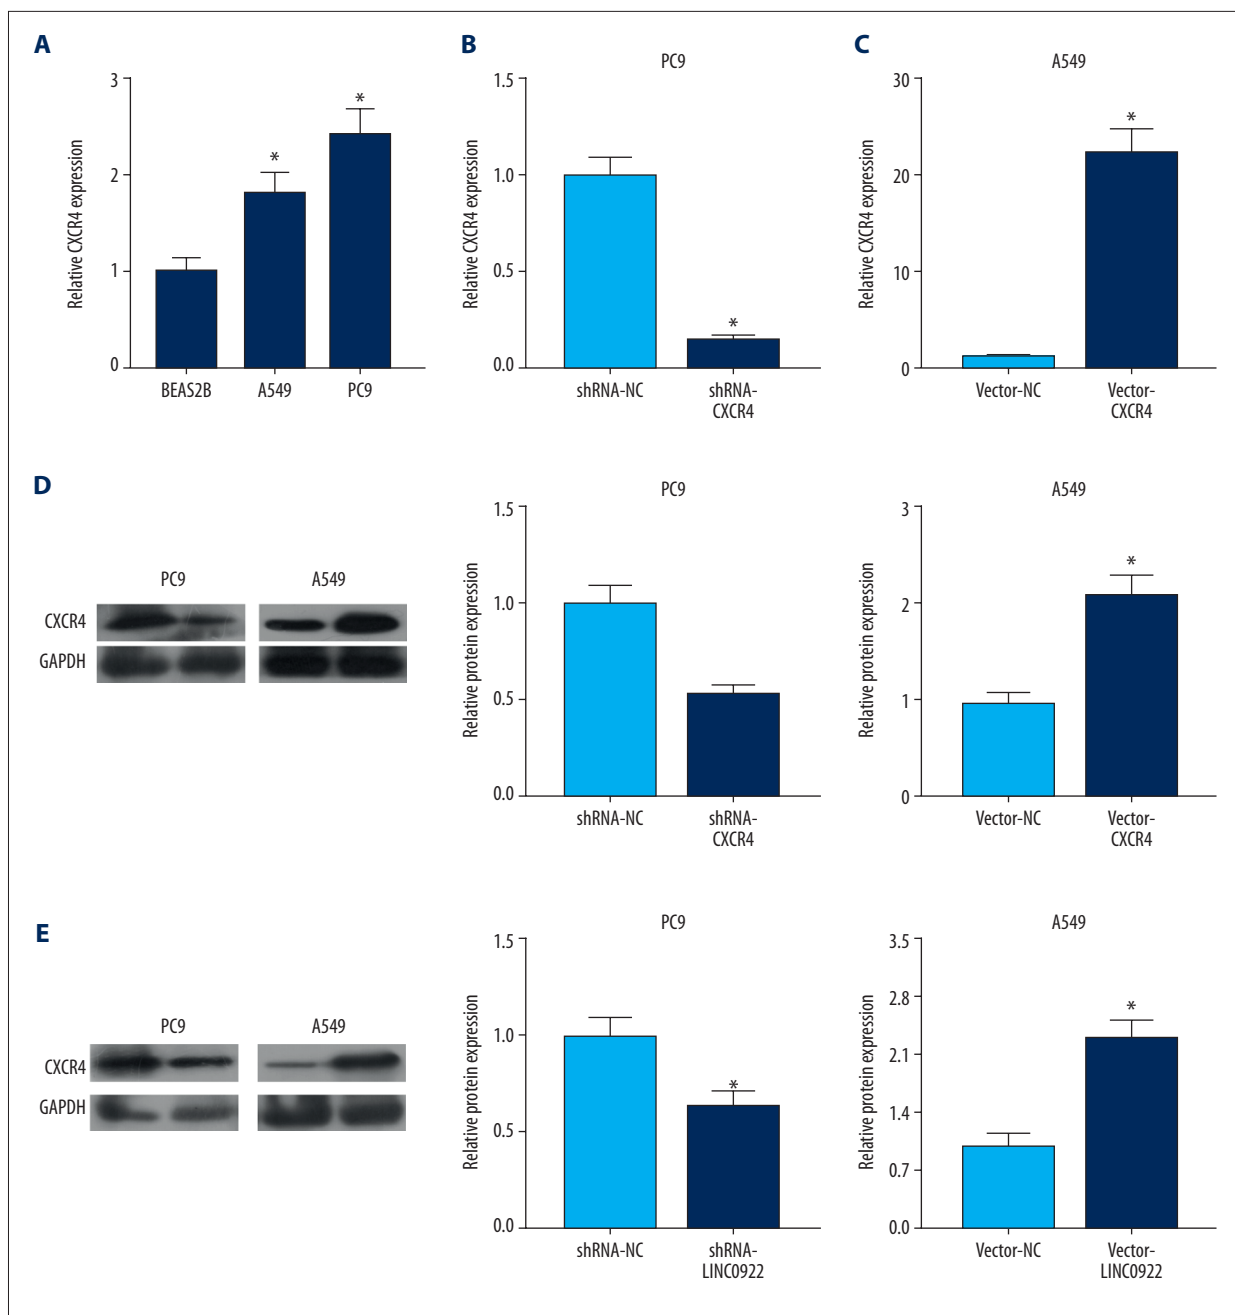 A
Relative CXCR4 expression
3
2
1
0
*
*
BEAS2B
A549
PC9
B
PC9
Relative CXCR4 expression
1.5
1.0
0.5
0.0
*
shRNA-NC
shRNA-
CXCR4
C
A549
Relative CXCR4 expression
30
20
10
0
*
Vector-NC
Vector-
CXCR4
D
PC9
A549
CXCR4
GAPDH
PC9
Relative protein expression
1.5
1.0
0.5
0.0
shRNA-NC
shRNA-
CXCR4
A549
Relative protein expression
3
2
1
0
*
Vector-NC
Vector-
CXCR4
E
PC9
A549
CXCR4
GAPDH
PC9
Relative protein expression
1.5
1.0
0.5
0.0
*
shRNA-NC
shRNA-
LINC0922
A549
Relative protein expression
3.5
2.8
2.1
1.4
0.7
0.0
*
Vector-NC
Vector-
LINC0922